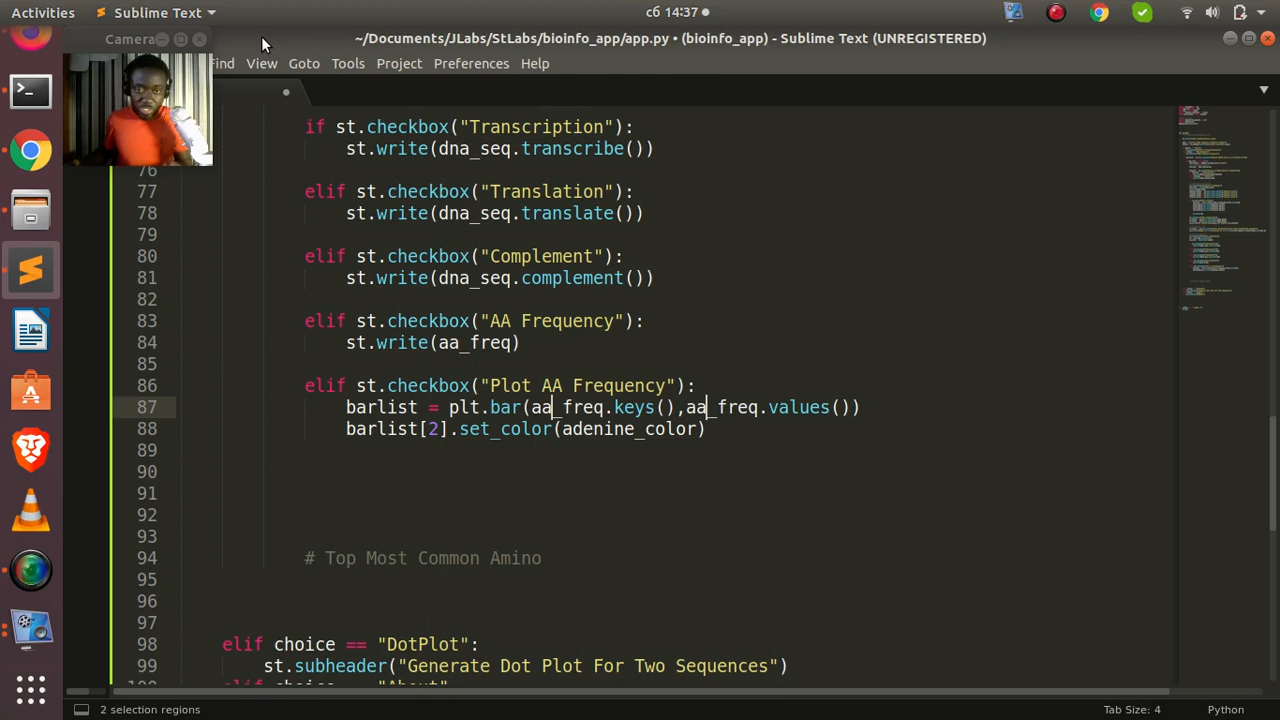 Activities
Sublime Text
сб 14:37
Camera
~/Documents/JLabs/StLabs/bioinfo_app/app.py • (bioinfo_app) - Sublime Text (UNREGISTERED)
Find View Goto Tools Project Preferences Help
if st.checkbox("Transcription"):
st.write(dna_seq.transcribe())
76
77 elif st.checkbox("Translation"):
78 st.write(dna_seq.translate())
79
80 elif st.checkbox("Complement"):
81 st.write(dna_seq.complement())
82
83 elif st.checkbox("AA Frequency"):
84 st.write(aa_freq)
85
86 elif st.checkbox("Plot AA Frequency"):
87 barlist = plt.bar(aa_freq.keys(),aa_freq.values())
88 barlist[2].set_color(adenine_color)
89
90
91
92
93
94 # Top Most Common Amino
95
96
97
98 elif choice == "DotPlot":
99 st.subheader("Generate Dot Plot For Two Sequences")
100 elif choice == "About":
2 selection regions
Tab Size: 4
Python